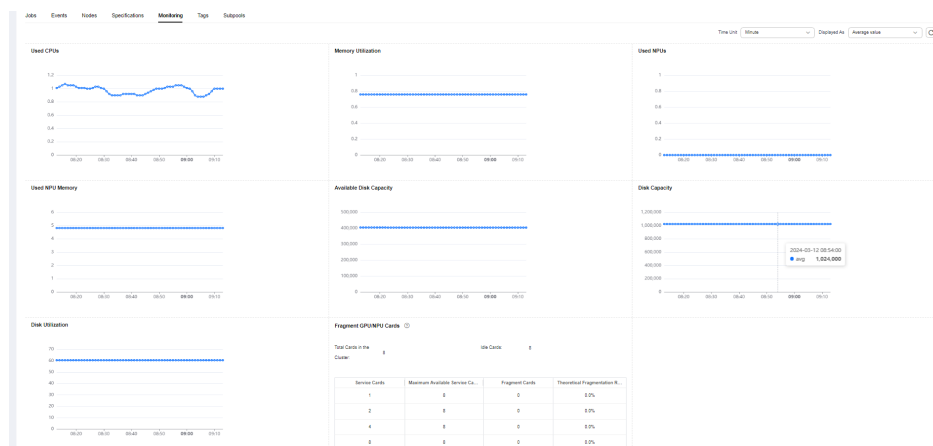 Jobs Events Nodes Specifications Monitoring Tags Subpools
Time Unit Minute Displayed As Average value
Used CPUs
1.2
1
0.8
0.6
0.4
0.2
0
08:20 08:30 08:40 08:50 09:00 09:10
Memory Utilization
1
0.8
0.6
0.4
0.2
0
08:20 08:30 08:40 08:50 09:00 09:10
Used NPUs
1
0.8
0.6
0.4
0.2
0
08:20 08:30 08:40 08:50 09:00 09:10
Used NPU Memory
6
5
4
3
2
1
0
08:20 08:30 08:40 08:50 09:00 09:10
Available Disk Capacity
500,000
400,000
300,000
200,000
100,000
0
08:20 08:30 08:40 08:50 09:00 09:10
Disk Capacity
1,200,000
1,000,000
800,000
600,000
400,000
200,000
0
08:20 08:30 08:40 08:50 09:00 09:10
2024-03-12 08:54:00
avg 1,024,000
Disk Utilization
70
60
50
40
30
20
10
0
08:20 08:30 08:40 08:50 09:00 09:10
Fragment GPU/NPU Cards
Total Cards in the
Cluster: 8
Idle Cards: 8
Service Cards Maximum Available Service Ca... Fragment Cards Theoretical Fragmentation R...
1 8 0 0.0%
2 8 0 0.0%
4 8 0 0.0%
8 8 0 0.0%